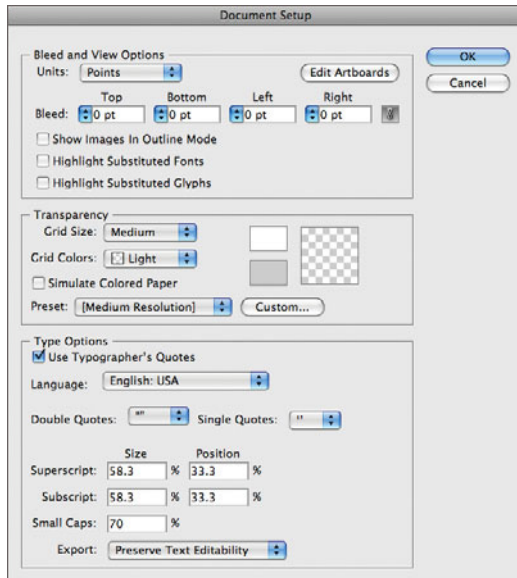 Document Setup
Bleed and View Options
Units: Points Edit Artboards
OK
Cancel
Top Bottom Left Right
Bleed: 0 pt 0 pt 0 pt 0 pt
Show Images In Outline Mode
Highlight Substituted Fonts
Highlight Substituted Glyphs
Transparency
Grid Size: Medium
Grid Colors: Light
Simulate Colored Paper
Preset: [Medium Resolution] Custom...
Type Options
Use Typographer's Quotes
Language: English: USA
Double Quotes: “” Single Quotes: ‘’
Size Position
Superscript: 58.3 % 33.3 %
Subscript: 58.3 % 33.3 %
Small Caps: 70 %
Export: Preserve Text Editability